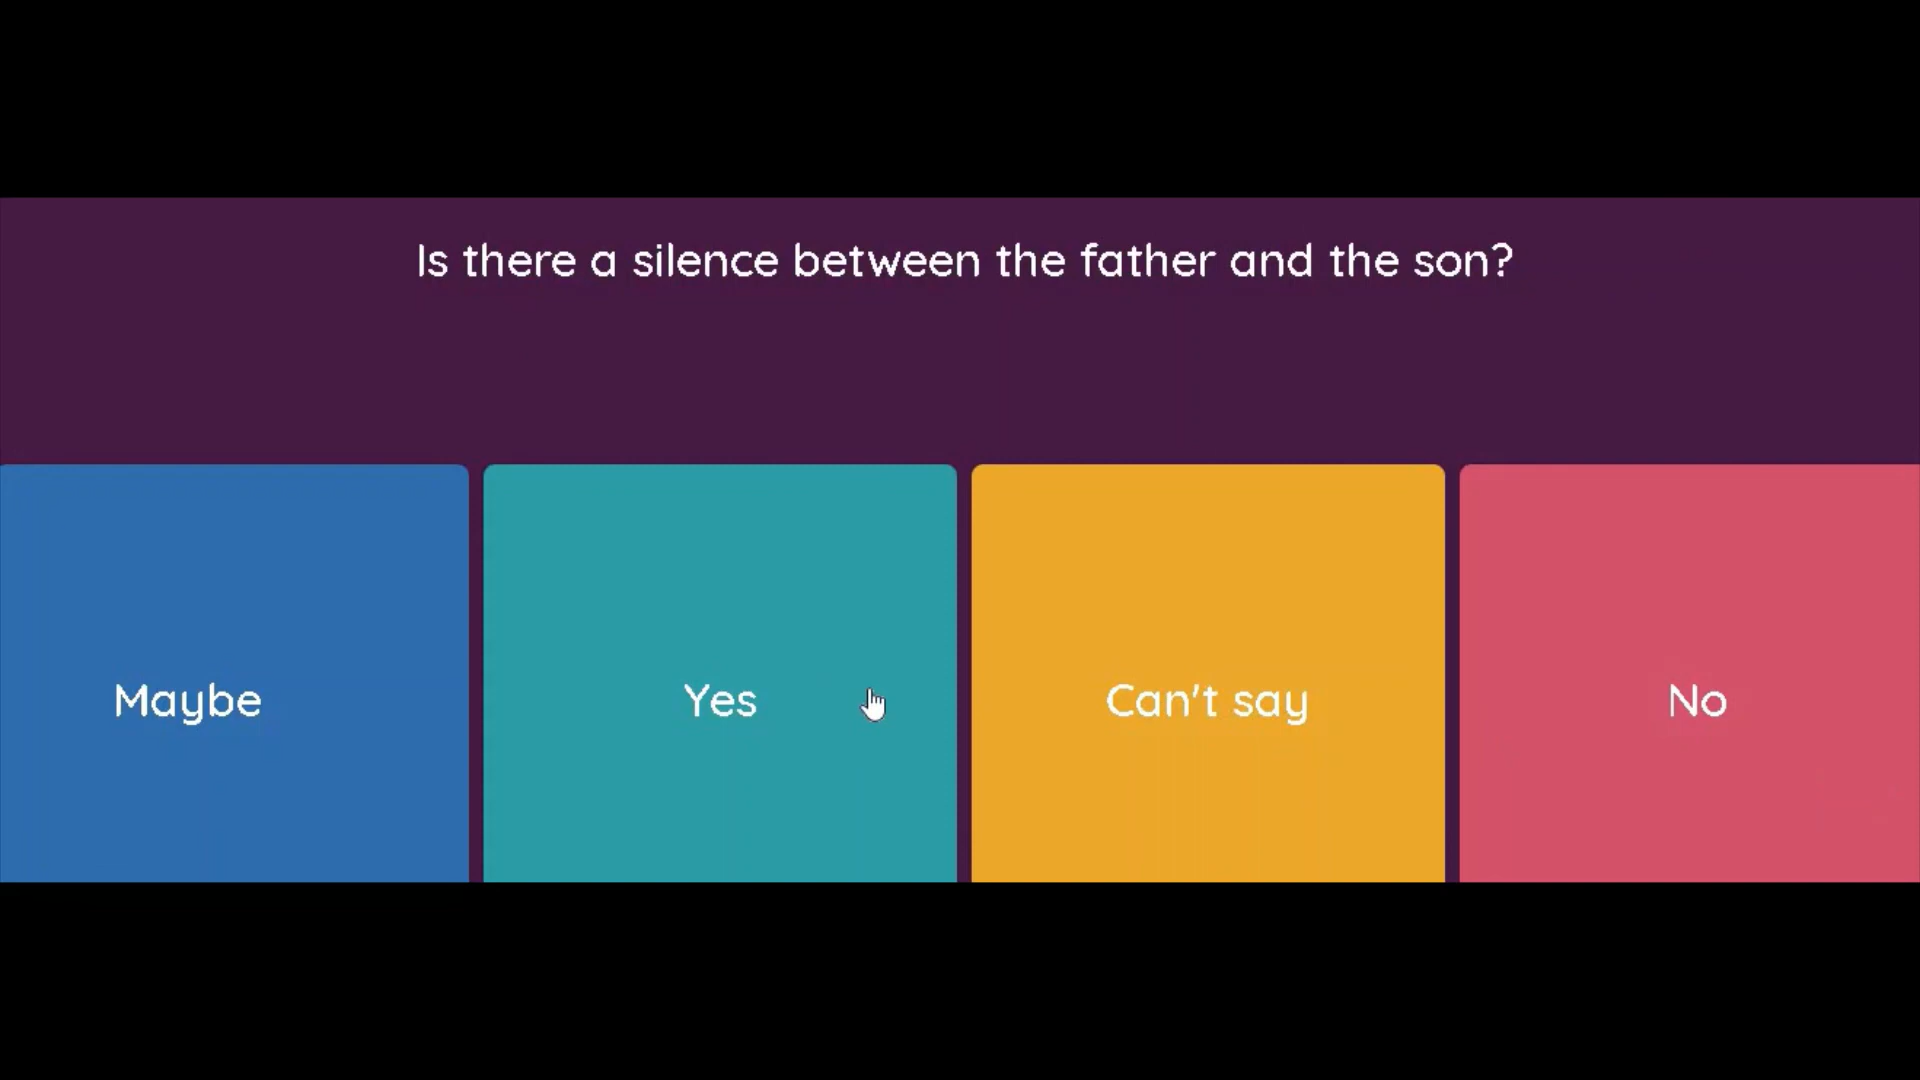 Is there a silence between the father and the son?
Maybe
Yes
Can't say
No